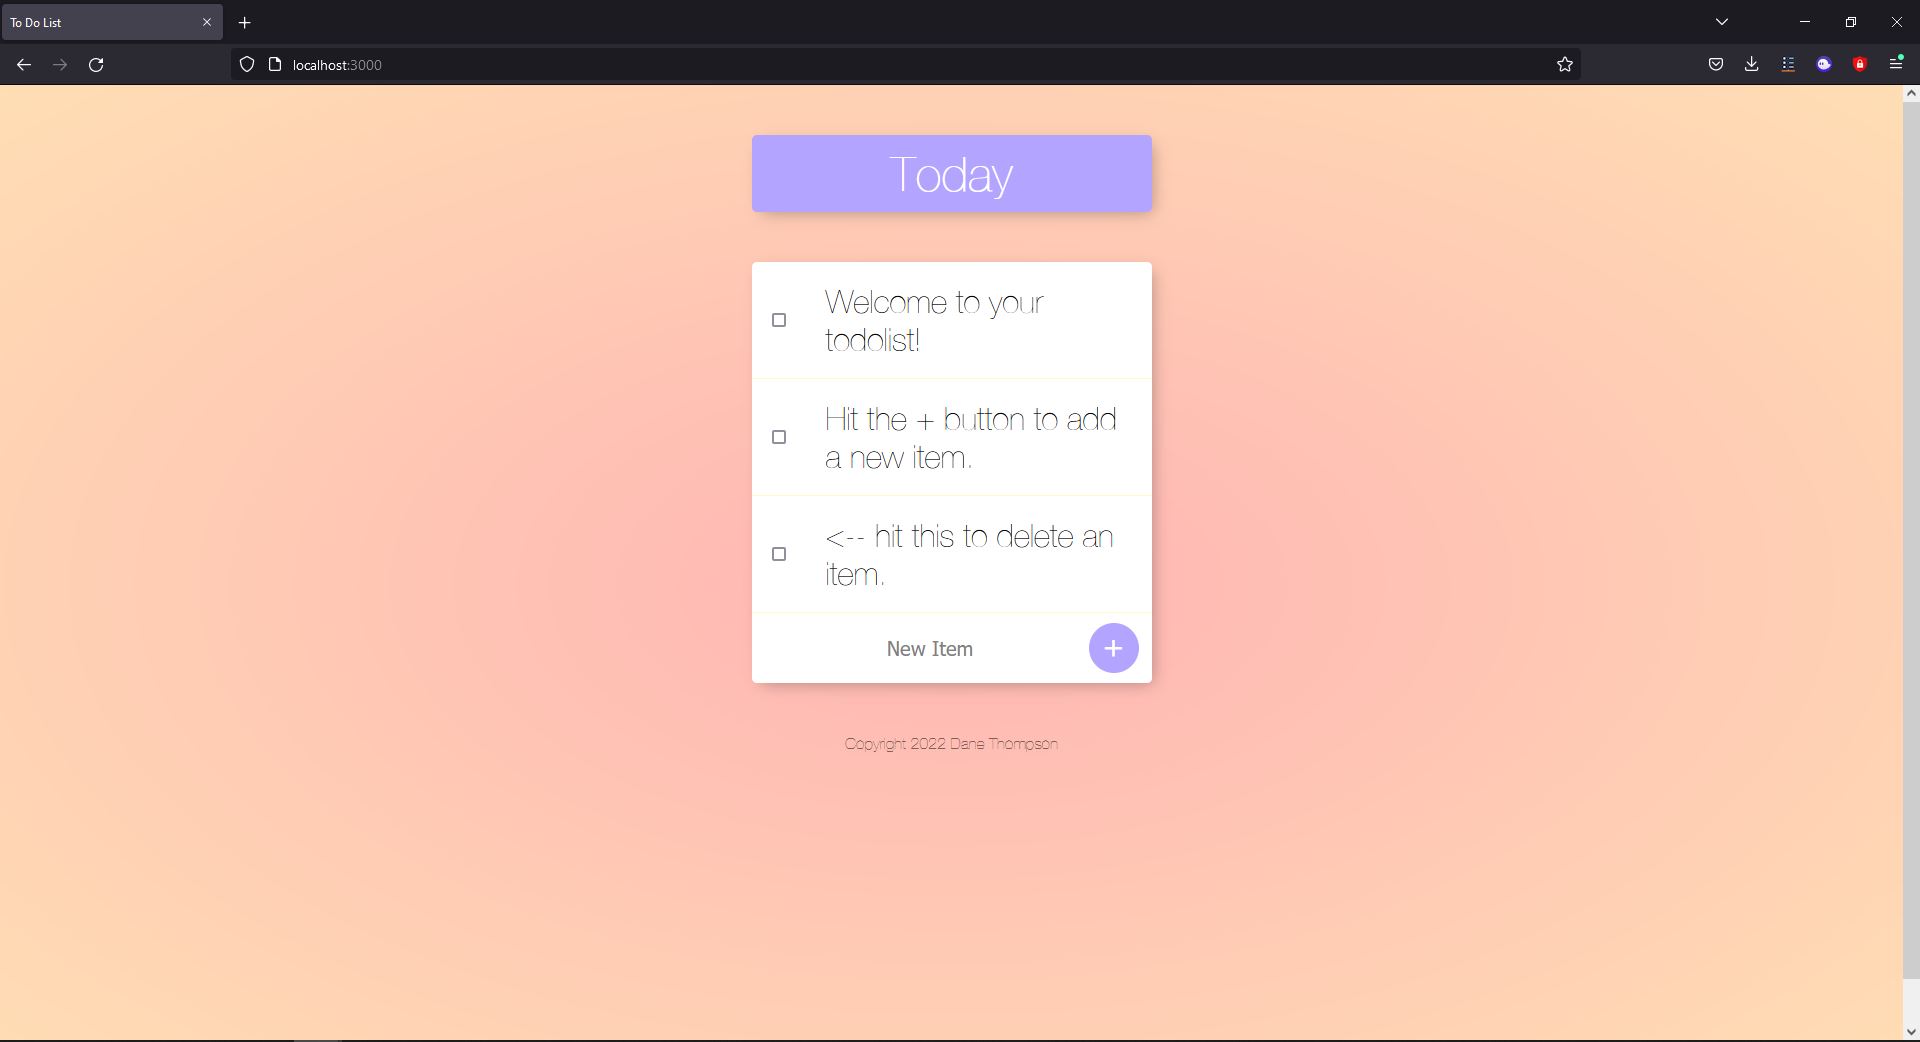 To Do List
localhost:3000
Today
Welcome to your
todolist!
Hit the + button to add
a new item.
<-- hit this to delete an
item.
New Item
+
Copyright 2022 Dane Thompson